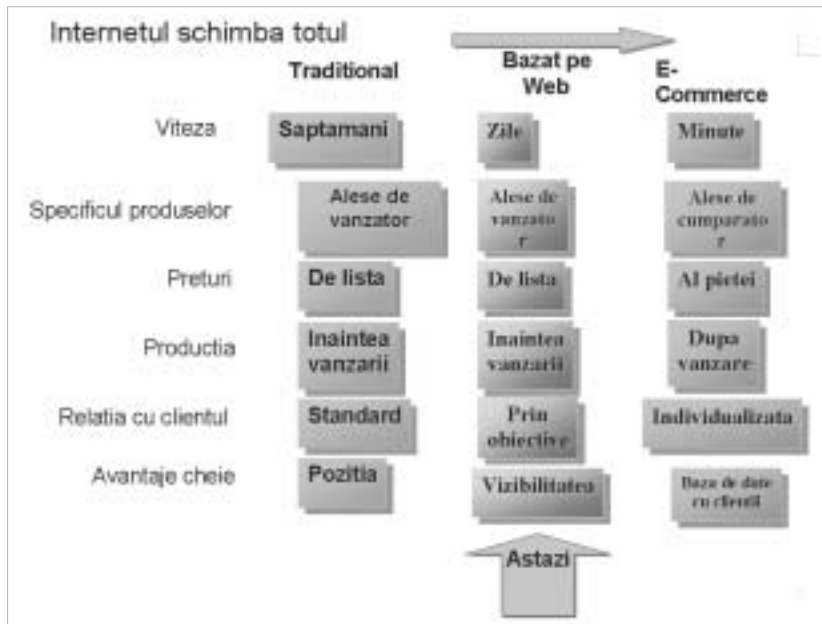 Internetul schimba totul
Traditional
Bazat pe
Web
E-
Commerce
Viteza
Saptamani
Zile
Minute
Specificul produselor
Alese de
vanzator
Alese de
vanzato
r
Alese de
cumparato
r
Preturi
De lista
De lista
Al pietei
Productia
Inaintea
vanzarii
Inaintea
vanzarii
Dupa
vanzare
Relatia cu clientul
Standard
Prin
obiective
Individualizata
Avantaje cheie
Pozitia
Vizibilitatea
Baza de date
cu clienti
Astazi